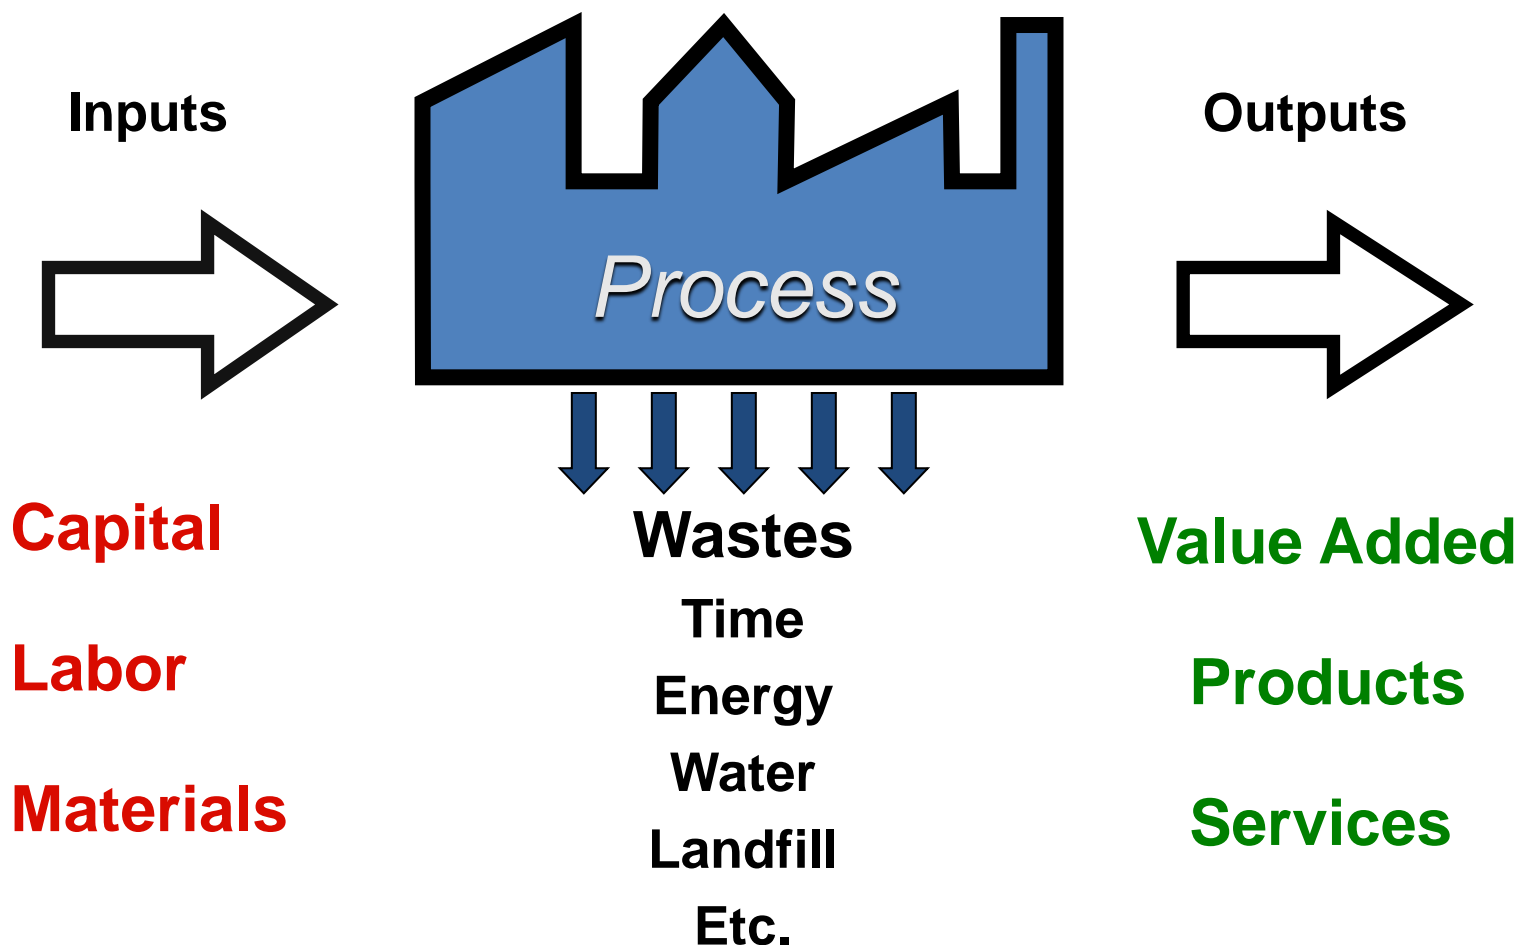 Inputs
Outputs
Process
Capital
Labor
Materials
Wastes
Time
Energy
Water
Landfill
Etc.
Value Added
Products
Services